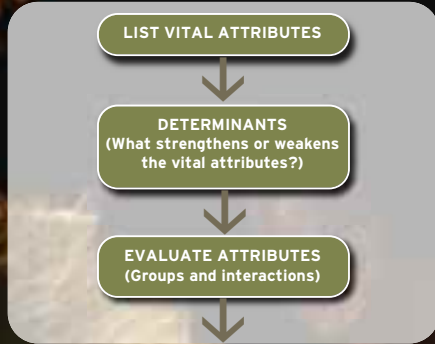 LIST VITAL ATTRIBUTES
DETERMINANTS
(What strengthens or weakens
the vital attributes?)
EVALUATE ATTRIBUTES
(Groups and interactions)